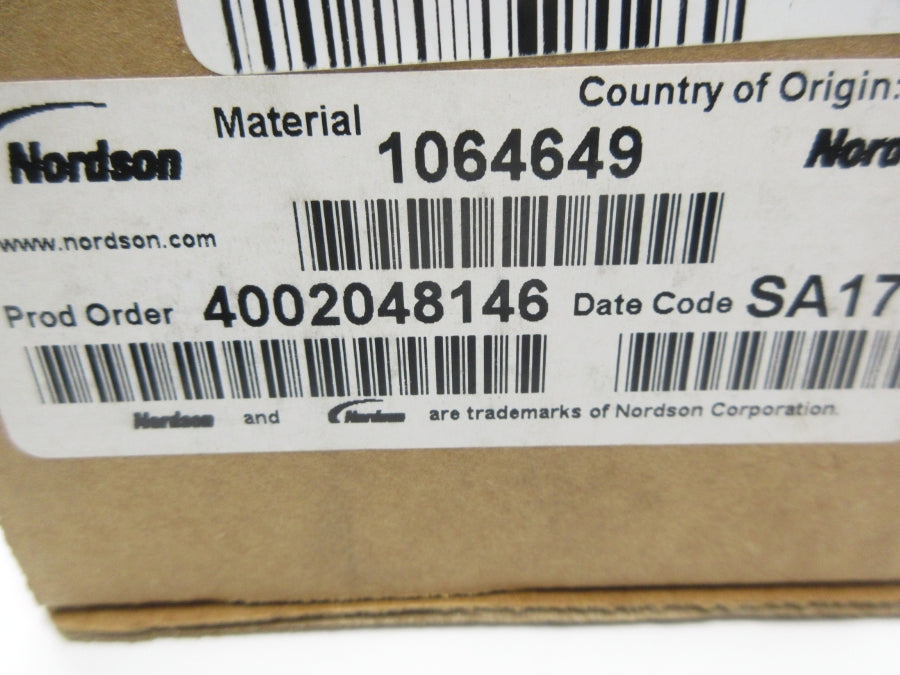 Country of Origin:
Material 1064649
Nordson
www.nordson.com
Prod Order 4002048146 Date Code SA17
Nordson and Nordson are trademarks of Nordson Corporation.